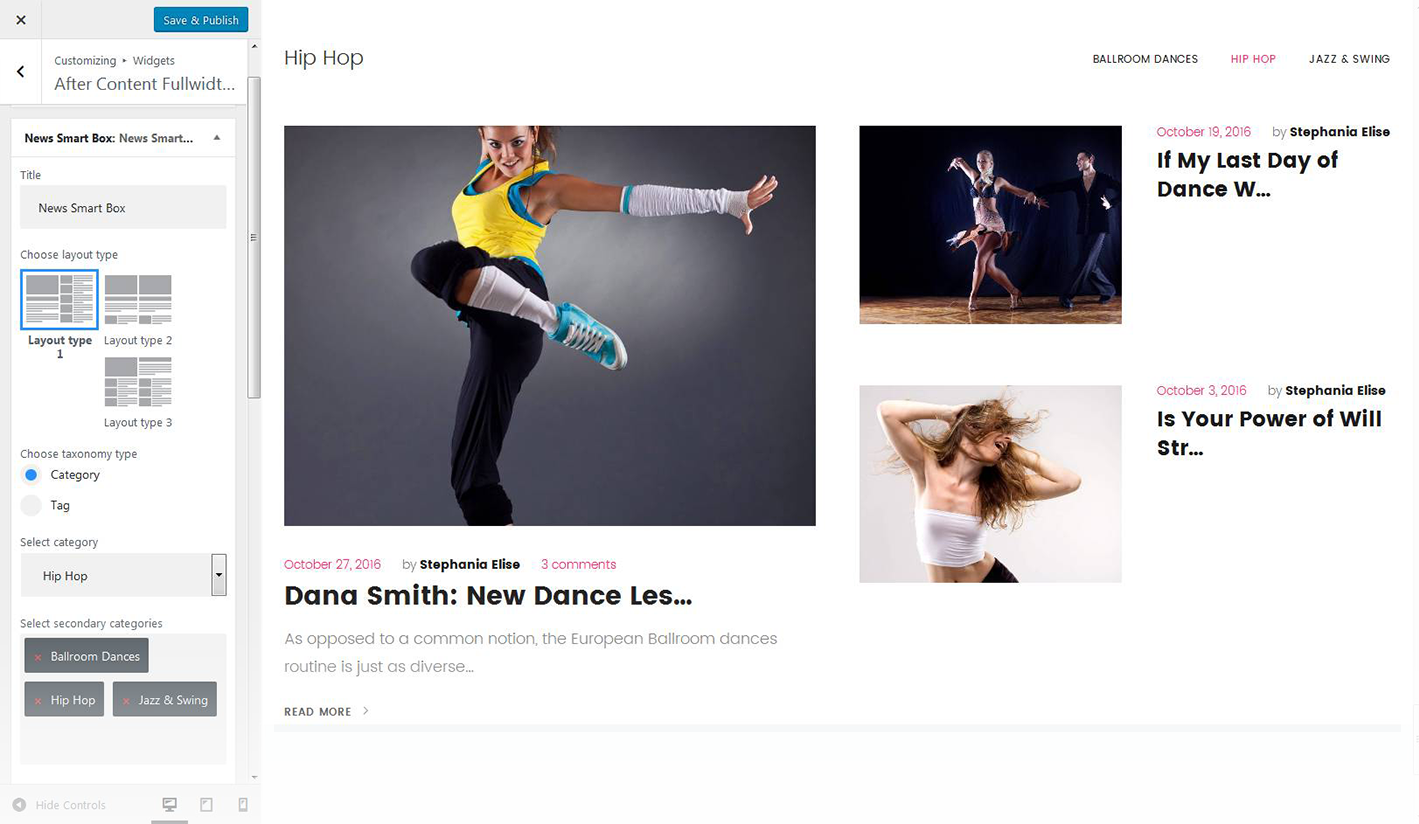 Save & Publish
Customizing ▸ Widgets
After Content Fullwidt...
News Smart Box: News Smart...
Title
News Smart Box
Choose layout type
Layout type 1
Layout type 2
Layout type 3
Choose taxonomy type
Category
Tag
Select category
Hip Hop
Select secondary categories
× Ballroom Dances
× Hip Hop × Jazz & Swing
Hide Controls
Hip Hop
BALLROOM DANCES HIP HOP JAZZ & SWING
October 27, 2016 by Stephania Elise 3 comments
Dana Smith: New Dance Les...
As opposed to a common notion, the European Ballroom dances
routine is just as diverse...
READ MORE
October 19, 2016 by Stephania Elise
If My Last Day of
Dance W...
October 3, 2016 by Stephania Elise
Is Your Power of Will
Str...